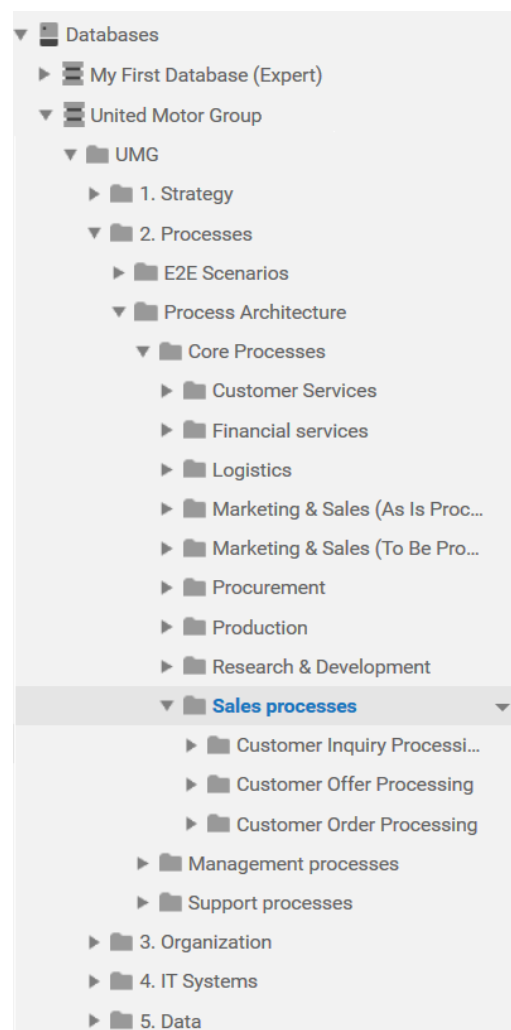 Databases
My First Database (Expert)
United Motor Group
UMG
1. Strategy
2. Processes
E2E Scenarios
Process Architecture
Core Processes
Customer Services
Financial services
Logistics
Marketing & Sales (As Is Proc...
Marketing & Sales (To Be Pro...
Procurement
Production
Research & Development
Sales processes
Customer Inquiry Processi...
Customer Offer Processing
Customer Order Processing
Management processes
Support processes
3. Organization
4. IT Systems
5. Data